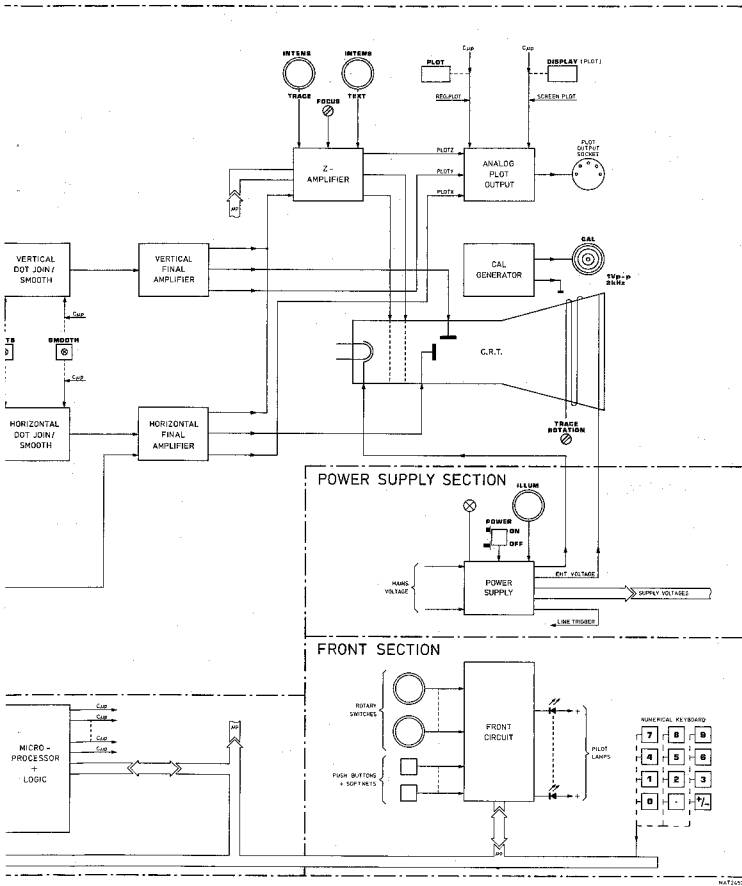 INTENS
INTENS
TRACE
FOCUS
TEXT
PLOT
Cµp
Cµp
DISPLAY (PLOT)
REG.PLOT
SCREEN PLOT
Z-
AMPLIFIER
PLOTZ
PLOTY
PLOTX
ANALOG
PLOT
OUTPUT
PLOT
OUTPUT
SOCKET
µP
VERTICAL
DOT JOIN/
SMOOTH
VERTICAL
FINAL
AMPLIFIER
CAL
GENERATOR
CAL
1Vp-p
2kHz
Cµp
TS
SMOOTH
Cµp
C.R.T.
HORIZONTAL
DOT JOIN/
SMOOTH
HORIZONTAL
FINAL
AMPLIFIER
TRACE
ROTATION
POWER SUPPLY SECTION
ILLUM
POWER
ON
OFF
MAINS
VOLTAGE
POWER
SUPPLY
EHT VOLTAGE
SUPPLY VOLTAGES
LINE TRIGGER
FRONT SECTION
ROTARY
SWITCHES
FRONT
CIRCUIT
PUSH BUTTONS
+ SOFTKEYS
+
+
PILOT
LAMPS
NUMERICAL KEYBOARD
7 8 9
4 5 6
1 2 3
0 . +/-
MICRO-
PROCESSOR
+
LOGIC
Cµp
Cµp
Cµp
Cµp
µP
µP